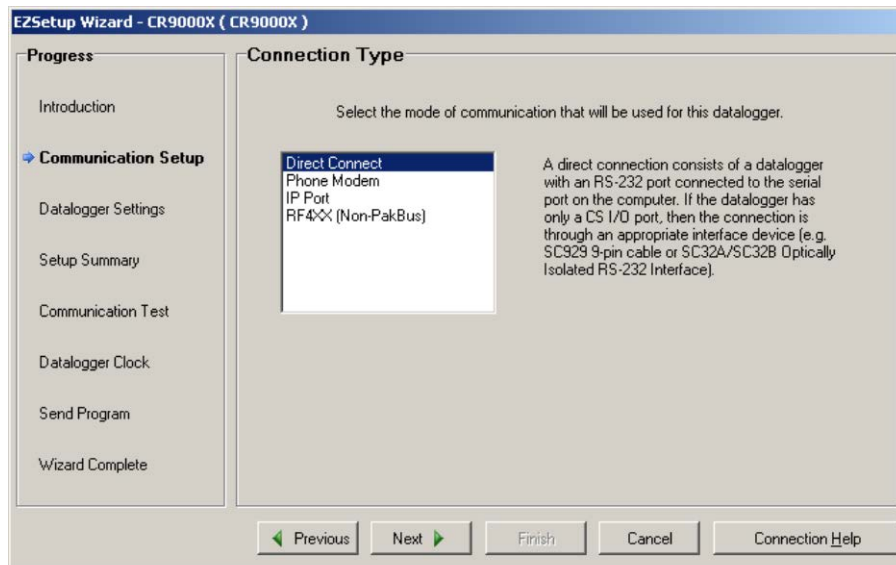 EZSetup Wizard - CR9000X ( CR9000X )
Progress
Introduction
Communication Setup
Datalogger Settings
Setup Summary
Communication Test
Datalogger Clock
Send Program
Wizard Complete
Connection Type
Select the mode of communication that will be used for this datalogger.
Direct Connect
Phone Modem
IP Port
RF4XX (Non-PakBus)
A direct connection consists of a datalogger
with an RS-232 port connected to the serial
port on the computer. If the datalogger has
only a CS I/O port, then the connection is
through an appropriate interface device (e.g.
SC929 9-pin cable or SC32A/SC32B Optically
Isolated RS-232 Interface).
Previous
Next
Finish
Cancel
Connection Help